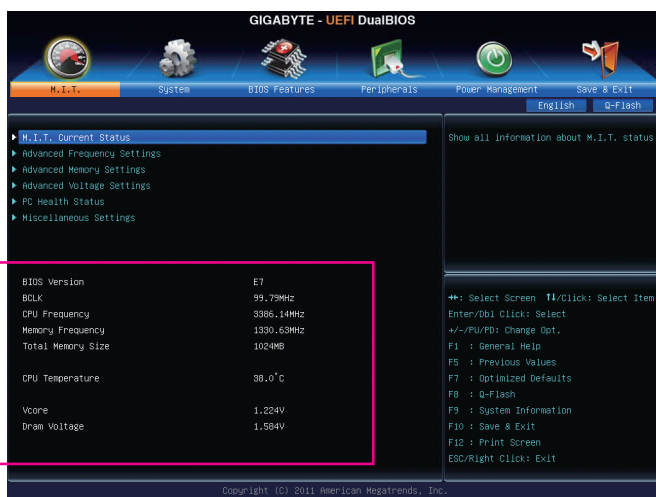 GIGABYTE - UEFI DualBIOS
M.I.T.
System
BIOS Features
Peripherals
Power Management
Save & Exit
English
Q-Flash
M.I.T. Current Status
Advanced Frequency Settings
Advanced Memory Settings
Advanced Voltage Settings
PC Health Status
Miscellaneous Settings
Show all information about M.I.T. status
BIOS Version E7
BCLK 99.79MHz
CPU Frequency 3386.14MHz
Memory Frequency 1330.63MHz
Total Memory Size 1024MB
CPU Temperature 38.0°C
Vcore 1.224V
Dram Voltage 1.584V
→←: Select Screen ↑↓/Click: Select Item
Enter/Dbl Click: Select
+/-/PU/PD: Change Opt.
F1 : General Help
F5 : Previous Values
F7 : Optimized Defaults
F8 : Q-Flash
F9 : System Information
F10 : Save & Exit
F12 : Print Screen
ESC/Right Click: Exit
Copyright (C) 2011 American Megatrends, Inc.